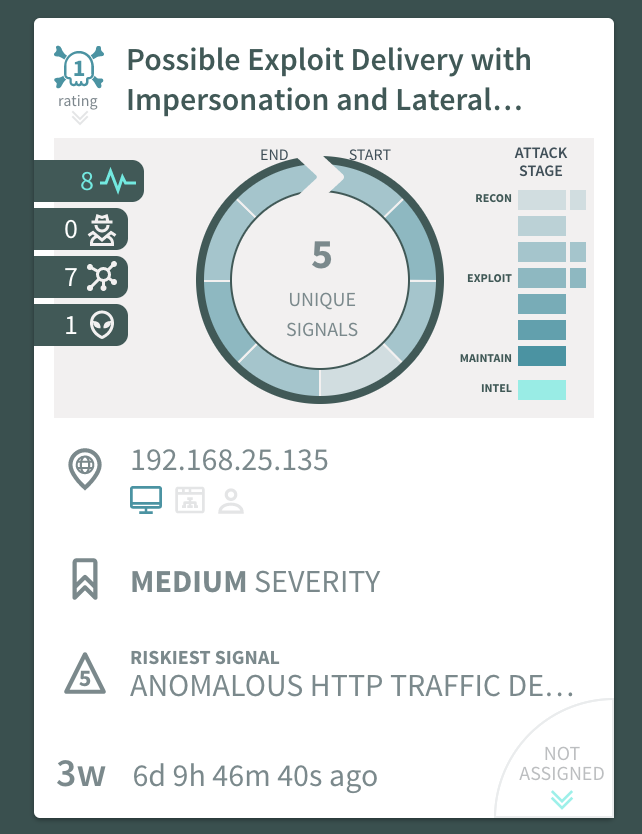 1
rating
Possible Exploit Delivery with
Impersonation and Lateral...
8
0
7
1
END
START
5
UNIQUE
SIGNALS
ATTACK
STAGE
RECON
EXPLOIT
MAINTAIN
INTEL
192.168.25.135
MEDIUM SEVERITY
5
RISKIEST SIGNAL
ANOMALOUS HTTP TRAFFIC DE...
3w
6d 9h 46m 40s ago
NOT
ASSIGNED